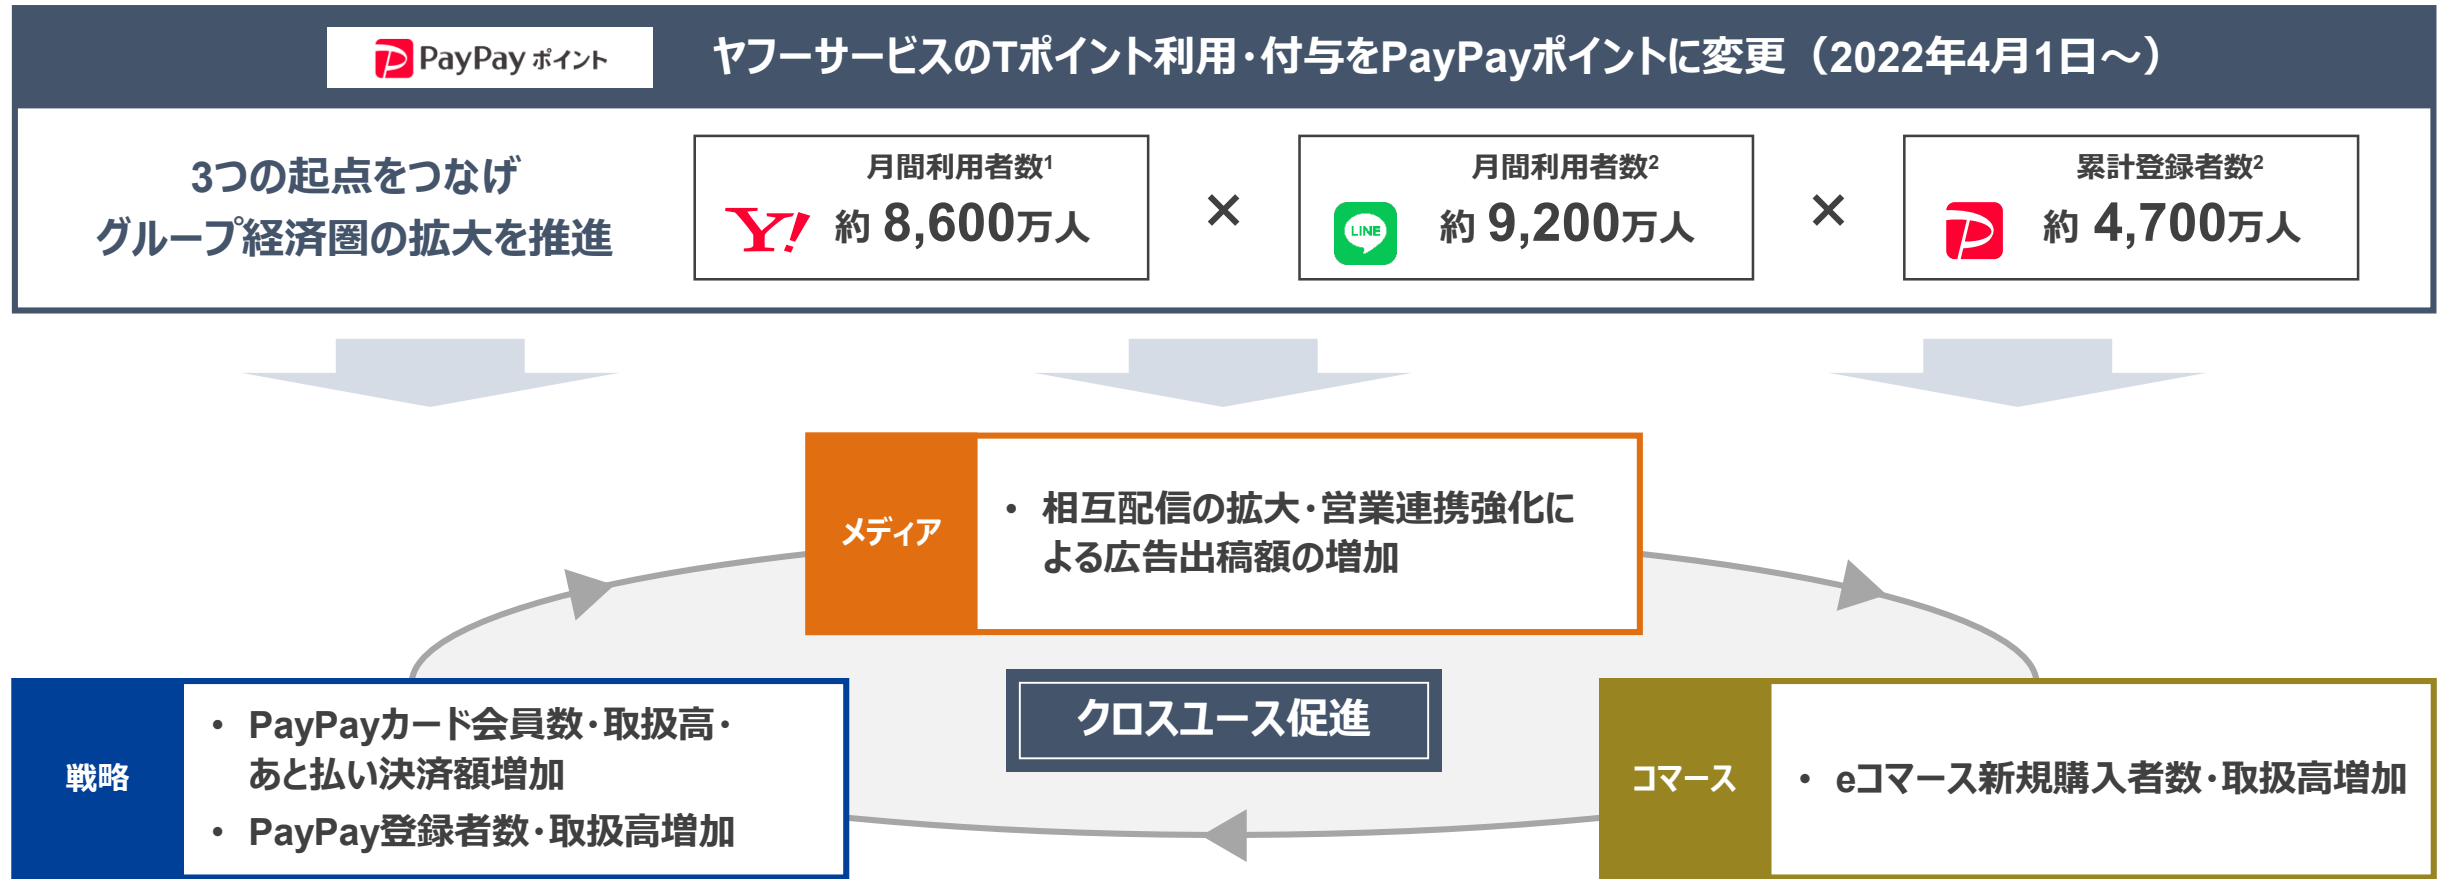 PayPay ポイント ヤフーサービスのTポイント利用・付与をPayPayポイントに変更（2022年4月1日～）
3つの起点をつなげ
グループ経済圏の拡大を推進
月間利用者数1
Y! 約 8,600万人
×
月間利用者数2
LINE 約 9,200万人
×
累計登録者数2
約 4,700万人
メディア
• 相互配信の拡大・営業連携強化に
よる広告出稿額の増加
クロスユース促進
戦略
• PayPayカード会員数・取扱高・
あと払い決済額増加
• PayPay登録者数・取扱高増加
コマース
• eコマース新規購入者数・取扱高増加